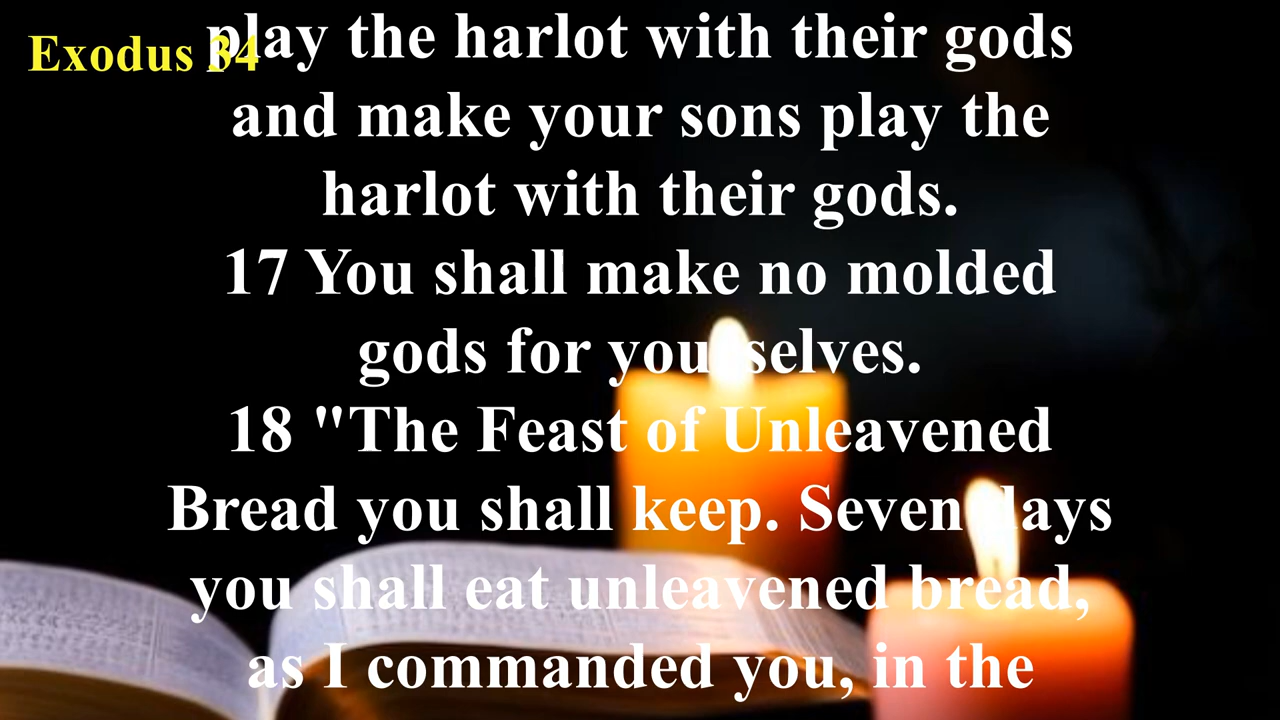 Exodus 34
play the harlot with their gods
and make your sons play the
harlot with their gods.
17 You shall make no molded
gods for yourselves.
18 "The Feast of Unleavened
Bread you shall keep. Seven days
you shall eat unleavened bread,
as I commanded you, in the